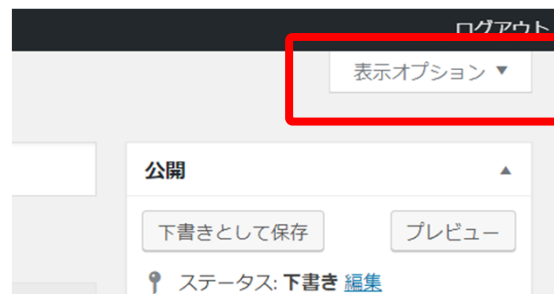 ログアウト
表示オプション ▼
公開 ▲
下書きとして保存 プレビュー
ステータス: 下書き 編集